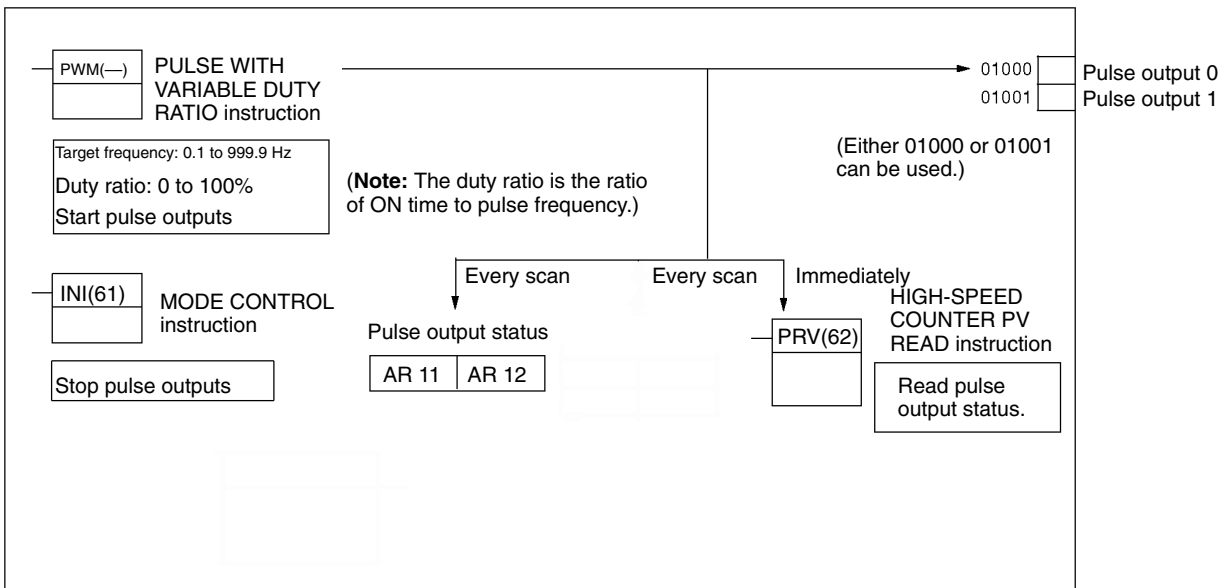 PWM(––)
PULSE WITH
VARIABLE DUTY
RATIO instruction
01000
Pulse output 0
01001
Pulse output 1
(Either 01000 or 01001
can be used.)
Target frequency: 0.1 to 999.9 Hz
Duty ratio: 0 to 100%
Start pulse outputs
(Note: The duty ratio is the ratio
of ON time to pulse frequency.)
Every scan
Every scan
Immediately
INI(61)
MODE CONTROL
instruction
Stop pulse outputs
Pulse output status
AR 11
AR 12
PRV(62)
HIGH-SPEED
COUNTER PV
READ instruction
Read pulse
output status.